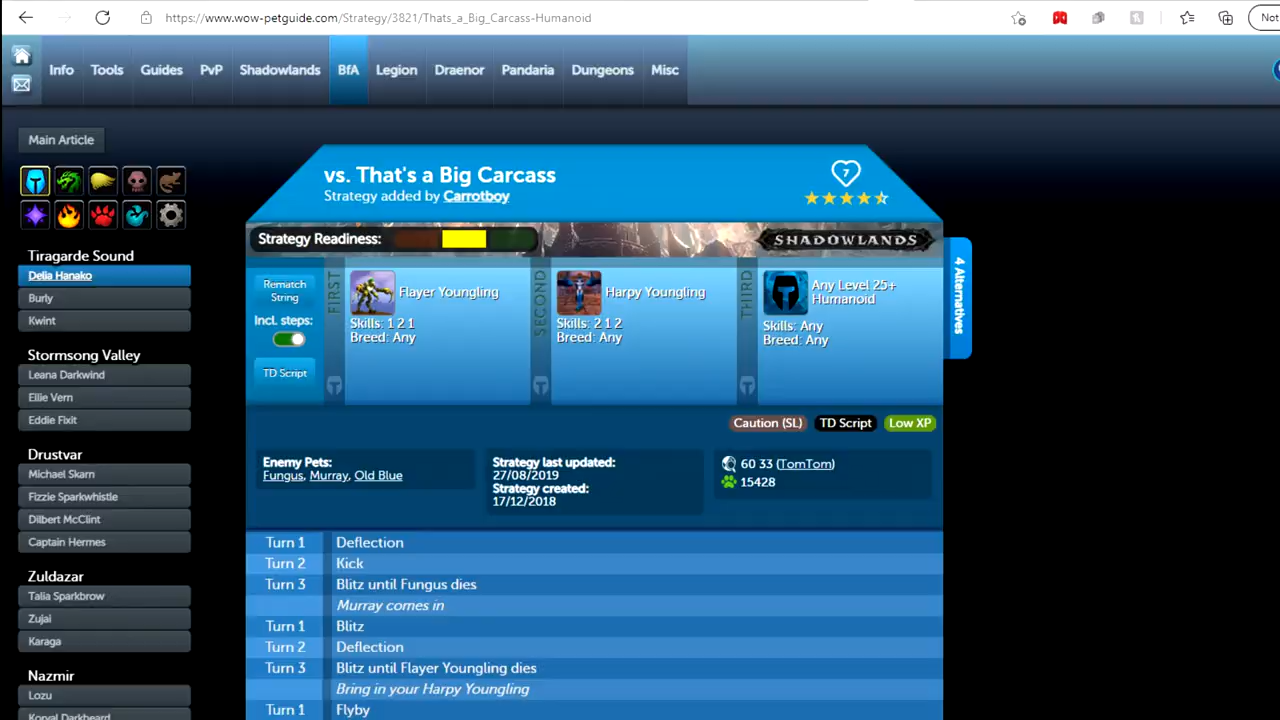 https://www.wow-petguide.com/Strategy/3821/Thats_a_Big_Carcass-Humanoid
Not
Info Tools Guides PvP Shadowlands BfA Legion Draenor Pandaria Dungeons Misc
Main Article
Tiragarde Sound
Delia Hanako
Burly
Kwint
Stormsong Valley
Leana Darkwind
Ellie Vern
Eddie Fixit
Drustvar
Michael Skarn
Fizzie Sparkwhistle
Dilbert McClint
Captain Hermes
Zuldazar
Talia Sparkbrow
Zujai
Karaga
Nazmir
Lozu
Korval Darkbeard
vs. That's a Big Carcass
Strategy added by Carrotboy
7
Strategy Readiness:
SHADOWLANDS
Rematch
String
Incl. steps:
TD Script
FIRST
Flayer Youngling
Skills: 1 2 1
Breed: Any
SECOND
Harpy Youngling
Skills: 2 1 2
Breed: Any
THIRD
Any Level 25+
Humanoid
Skills: Any
Breed: Any
4 Alternatives
Caution (SL) TD Script Low XP
Enemy Pets:
Fungus, Murray, Old Blue
Strategy last updated:
27/08/2019
Strategy created:
17/12/2018
60 33 (TomTom)
15428
Turn 1 Deflection
Turn 2 Kick
Turn 3 Blitz until Fungus dies
Murray comes in
Turn 1 Blitz
Turn 2 Deflection
Turn 3 Blitz until Flayer Youngling dies
Bring in your Harpy Youngling
Turn 1 Flyby